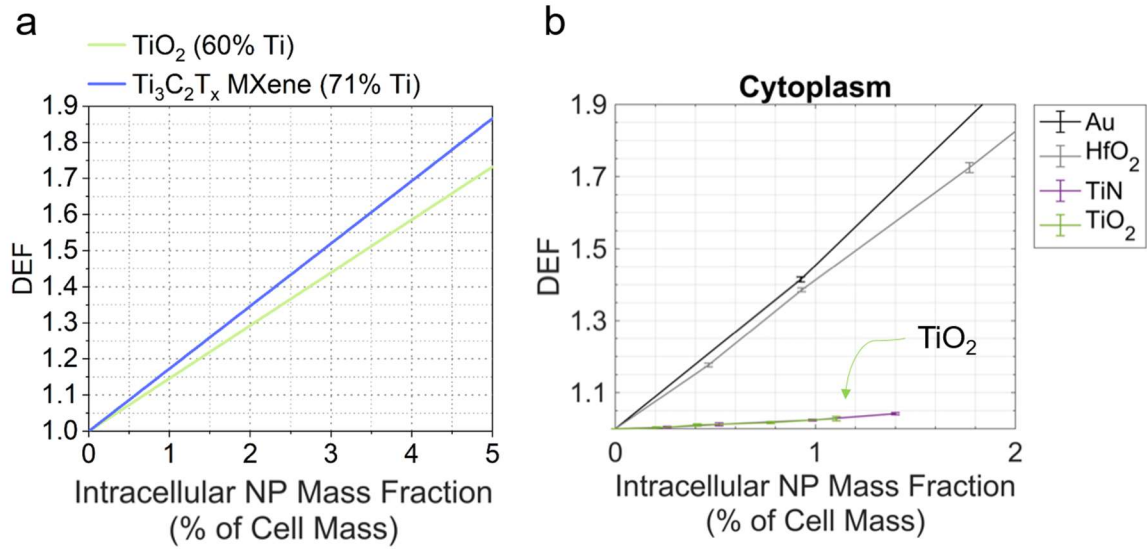 a
TiO2 (60% Ti)
Ti3C2Tx MXene (71% Ti)
1.9
1.8
1.7
1.6
1.5
1.4
1.3
1.2
1.1
1.0
DEF
0 1 2 3 4 5
Intracellular NP Mass Fraction
(% of Cell Mass)
b
Cytoplasm
1.9
1.7
1.5
1.3
1.1
DEF
TiO2
0 1 2
Intracellular NP Mass Fraction
(% of Cell Mass)
Au
HfO2
TiN
TiO2